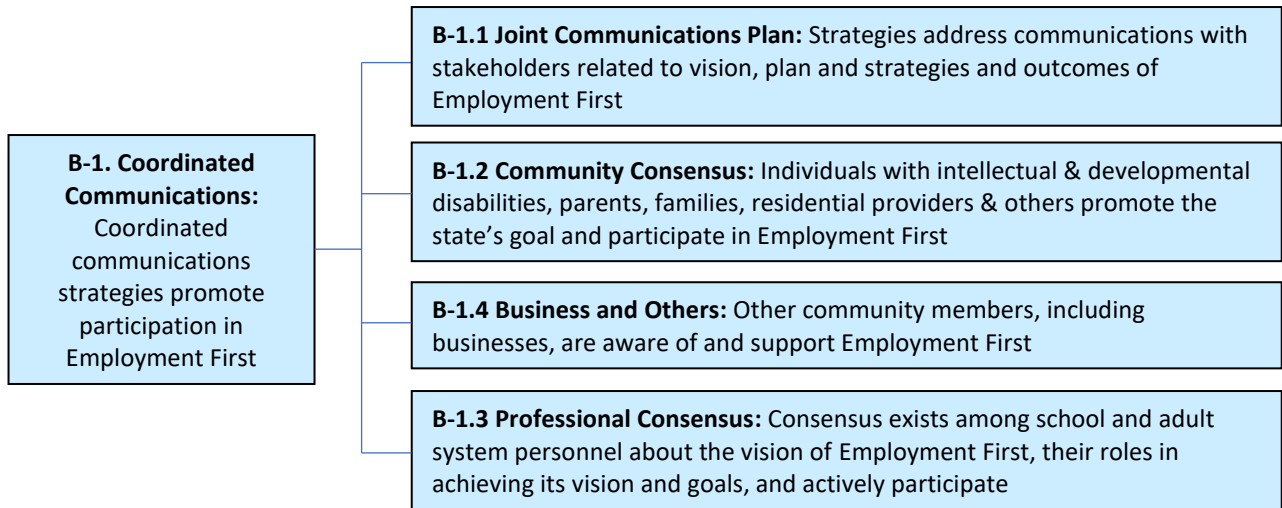 B-1. Coordinated
Communications:
Coordinated
communications
strategies promote
participation in
Employment First
B-1.1 Joint Communications Plan: Strategies address communications with
stakeholders related to vision, plan and strategies and outcomes of
Employment First
B-1.2 Community Consensus: Individuals with intellectual & developmental
disabilities, parents, families, residential providers & others promote the
state’s goal and participate in Employment First
B-1.4 Business and Others: Other community members, including
businesses, are aware of and support Employment First
B-1.3 Professional Consensus: Consensus exists among school and adult
system personnel about the vision of Employment First, their roles in
achieving its vision and goals, and actively participate